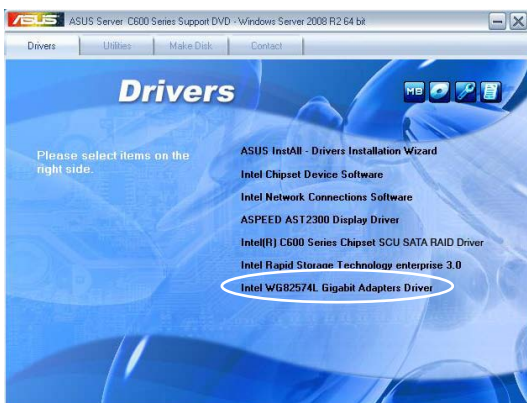 ASUS Server C600 Series Support DVD - Windows Server 2008 R2 64 bit
Drivers
Utilities
Make Disk
Contact
Drivers
MB
Please select items on the
right side.
ASUS InstAll - Drivers Installation Wizard
Intel Chipset Device Software
Intel Network Connections Software
ASPEED AST2300 Display Driver
Intel(R) C600 Series Chipset SCU SATA RAID Driver
Intel Rapid Storage Technology enterprise 3.0
Intel WG82574L Gigabit Adapters Driver